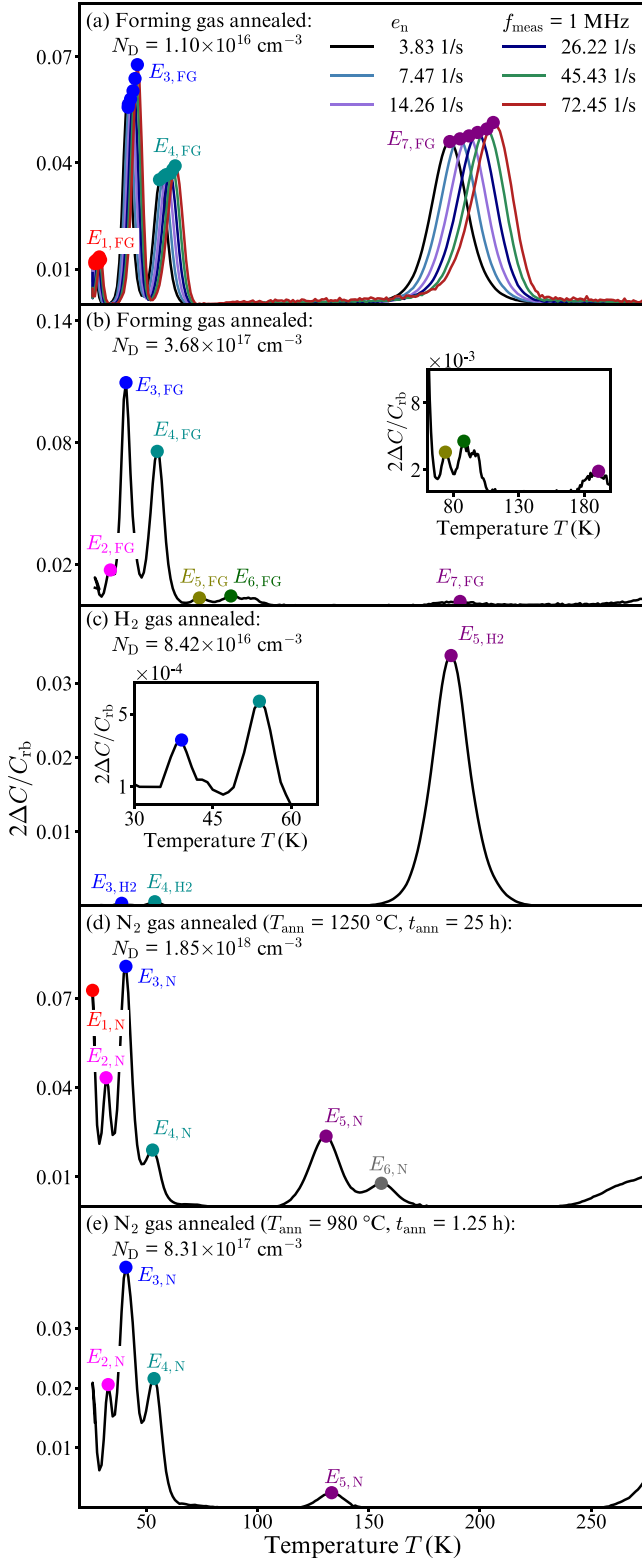 (a) Forming gas annealed:
N_D = 1.10×10^16 cm^−3
e_n f_meas = 1 MHz
3.83 1/s 26.22 1/s
7.47 1/s 45.43 1/s
14.26 1/s 72.45 1/s
E_3, FG
E_4, FG
E_7, FG
E_1, FG
0.07
0.04
0.01
(b) Forming gas annealed:
N_D = 3.68×10^17 cm^−3
0.14
0.08
0.02
E_3, FG
E_4, FG
E_2, FG
E_5, FG
E_6, FG
E_7, FG
×10^−3
8
2
2ΔC/C_rb
80 130 180
Temperature T (K)
(c) H_2 gas annealed:
N_D = 8.42×10^16 cm^−3
E_5, H2
0.03
0.02
0.01
×10^−4
5
1
2ΔC/C_rb
30 45 60
Temperature T (K)
E_3, H2
E_4, H2
2ΔC/C_rb
(d) N_2 gas annealed (T_ann = 1250 °C, t_ann = 25 h):
N_D = 1.85×10^18 cm^−3
E_3, N
0.07
E_1, N
E_2, N
0.04
E_4, N
E_5, N
E_6, N
0.01
(e) N_2 gas annealed (T_ann = 980 °C, t_ann = 1.25 h):
N_D = 8.31×10^17 cm^−3
E_3, N
0.03
E_2, N
E_4, N
0.02
0.01
E_5, N
50 100 150 200 250
Temperature T (K)